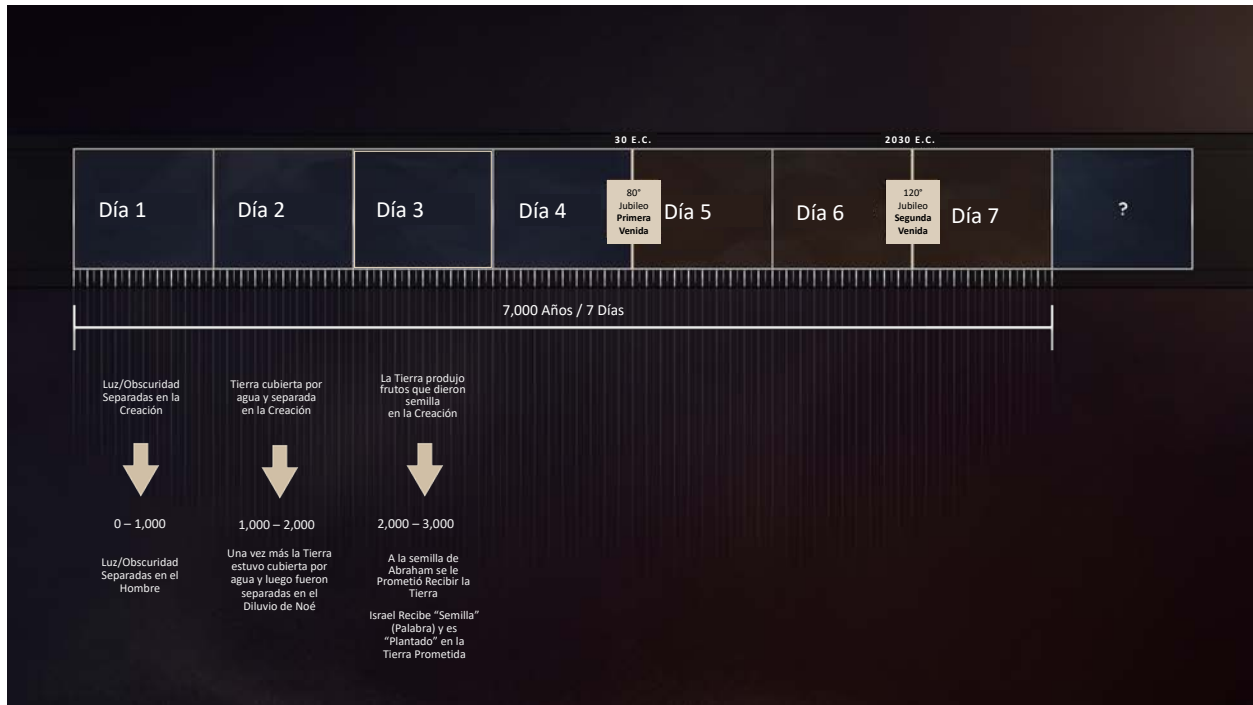 30 E.C.
2030 E.C.
Día 1
Día 2
Día 3
Día 4
80°
Jubileo
Primera
Venida
Día 5
Día 6
120°
Jubileo
Segunda
Venida
Día 7
?
7,000 Años / 7 Días
Luz/Obscuridad
Separadas en la
Creación
0 – 1,000
Luz/Obscuridad
Separadas en el
Hombre
Tierra cubierta por
agua y separada
en la Creación
1,000 – 2,000
Una vez más la Tierra
estuvo cubierta por
agua y luego fueron
separadas en el
Diluvio de Noé
La Tierra produjo
frutos que dieron
semilla
en la Creación
2,000 – 3,000
A la semilla de
Abraham se le
Prometió Recibir la
Tierra
Israel Recibe “Semilla”
(Palabra) y es
“Plantado” en la
Tierra Prometida